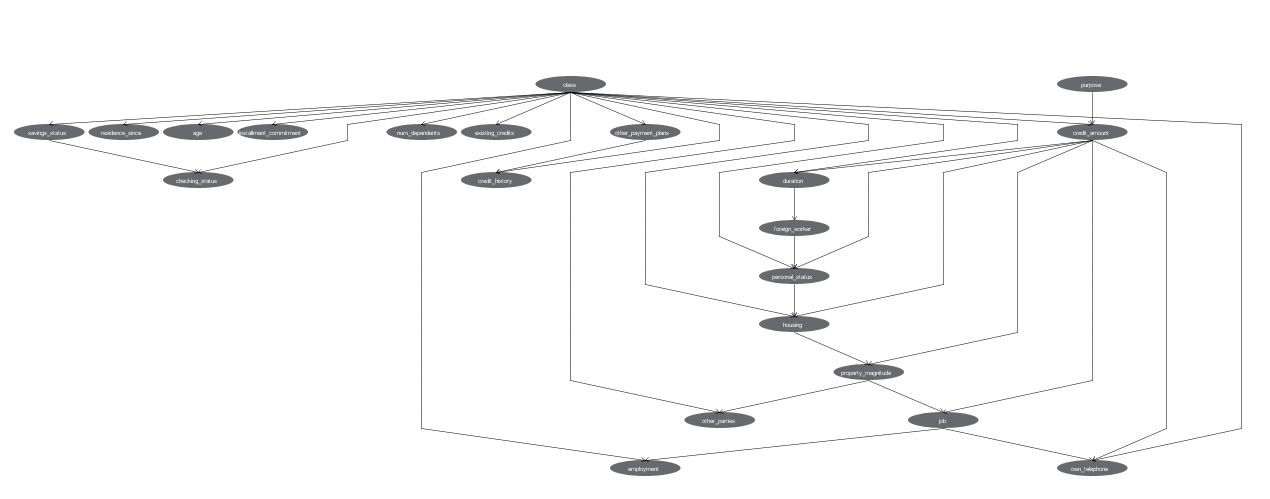 class
purpose
savings_status
residence_since
age
installment_commitment
num_dependents
existing_credits
other_payment_plans
credit_amount
checking_status
credit_history
duration
foreign_worker
personal_status
housing
property_magnitude
other_parties
job
employment
own_telephone